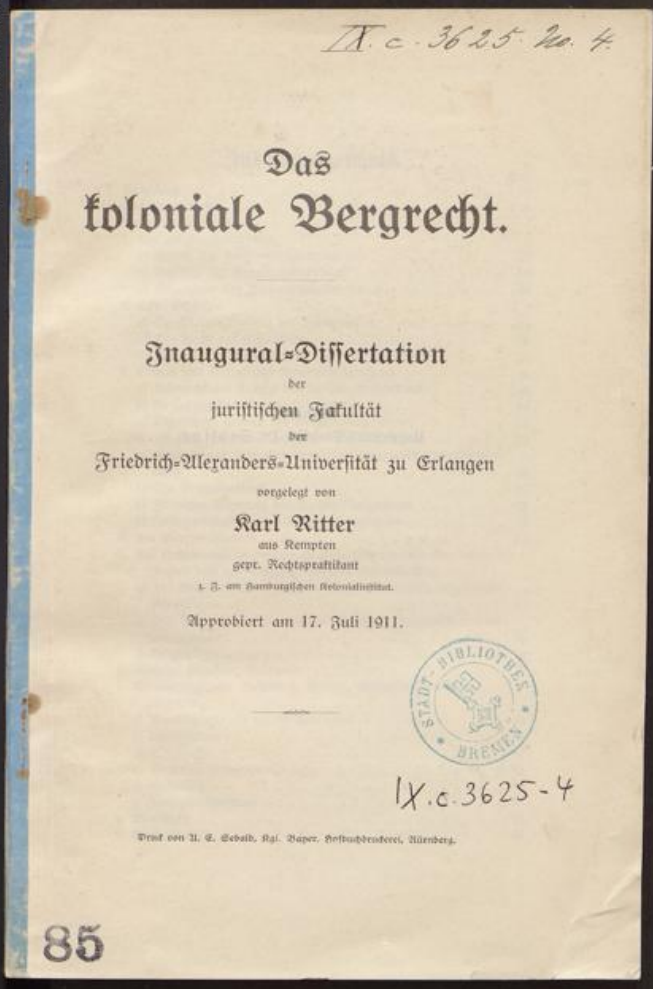 IX. c. 3625. No. 4.
Das
koloniale Bergrecht.
Inaugural=Dissertation
der
juristischen Fakultät
der
Friedrich=Alexanders=Universität zu Erlangen
vorgelegt von
Karl Ritter
aus Kempten
gepr. Rechtspraktikant
z. Z. am Hamburgischen Kolonialinstitut.
Approbiert am 17. Juli 1911.
STADT-BIBLIOTHEK
BREMEN
IX.c.3625-4
Druck von U. E. Sebald, Kgl. Bayer. Hofbuchdruckerei, Nürnberg.
85